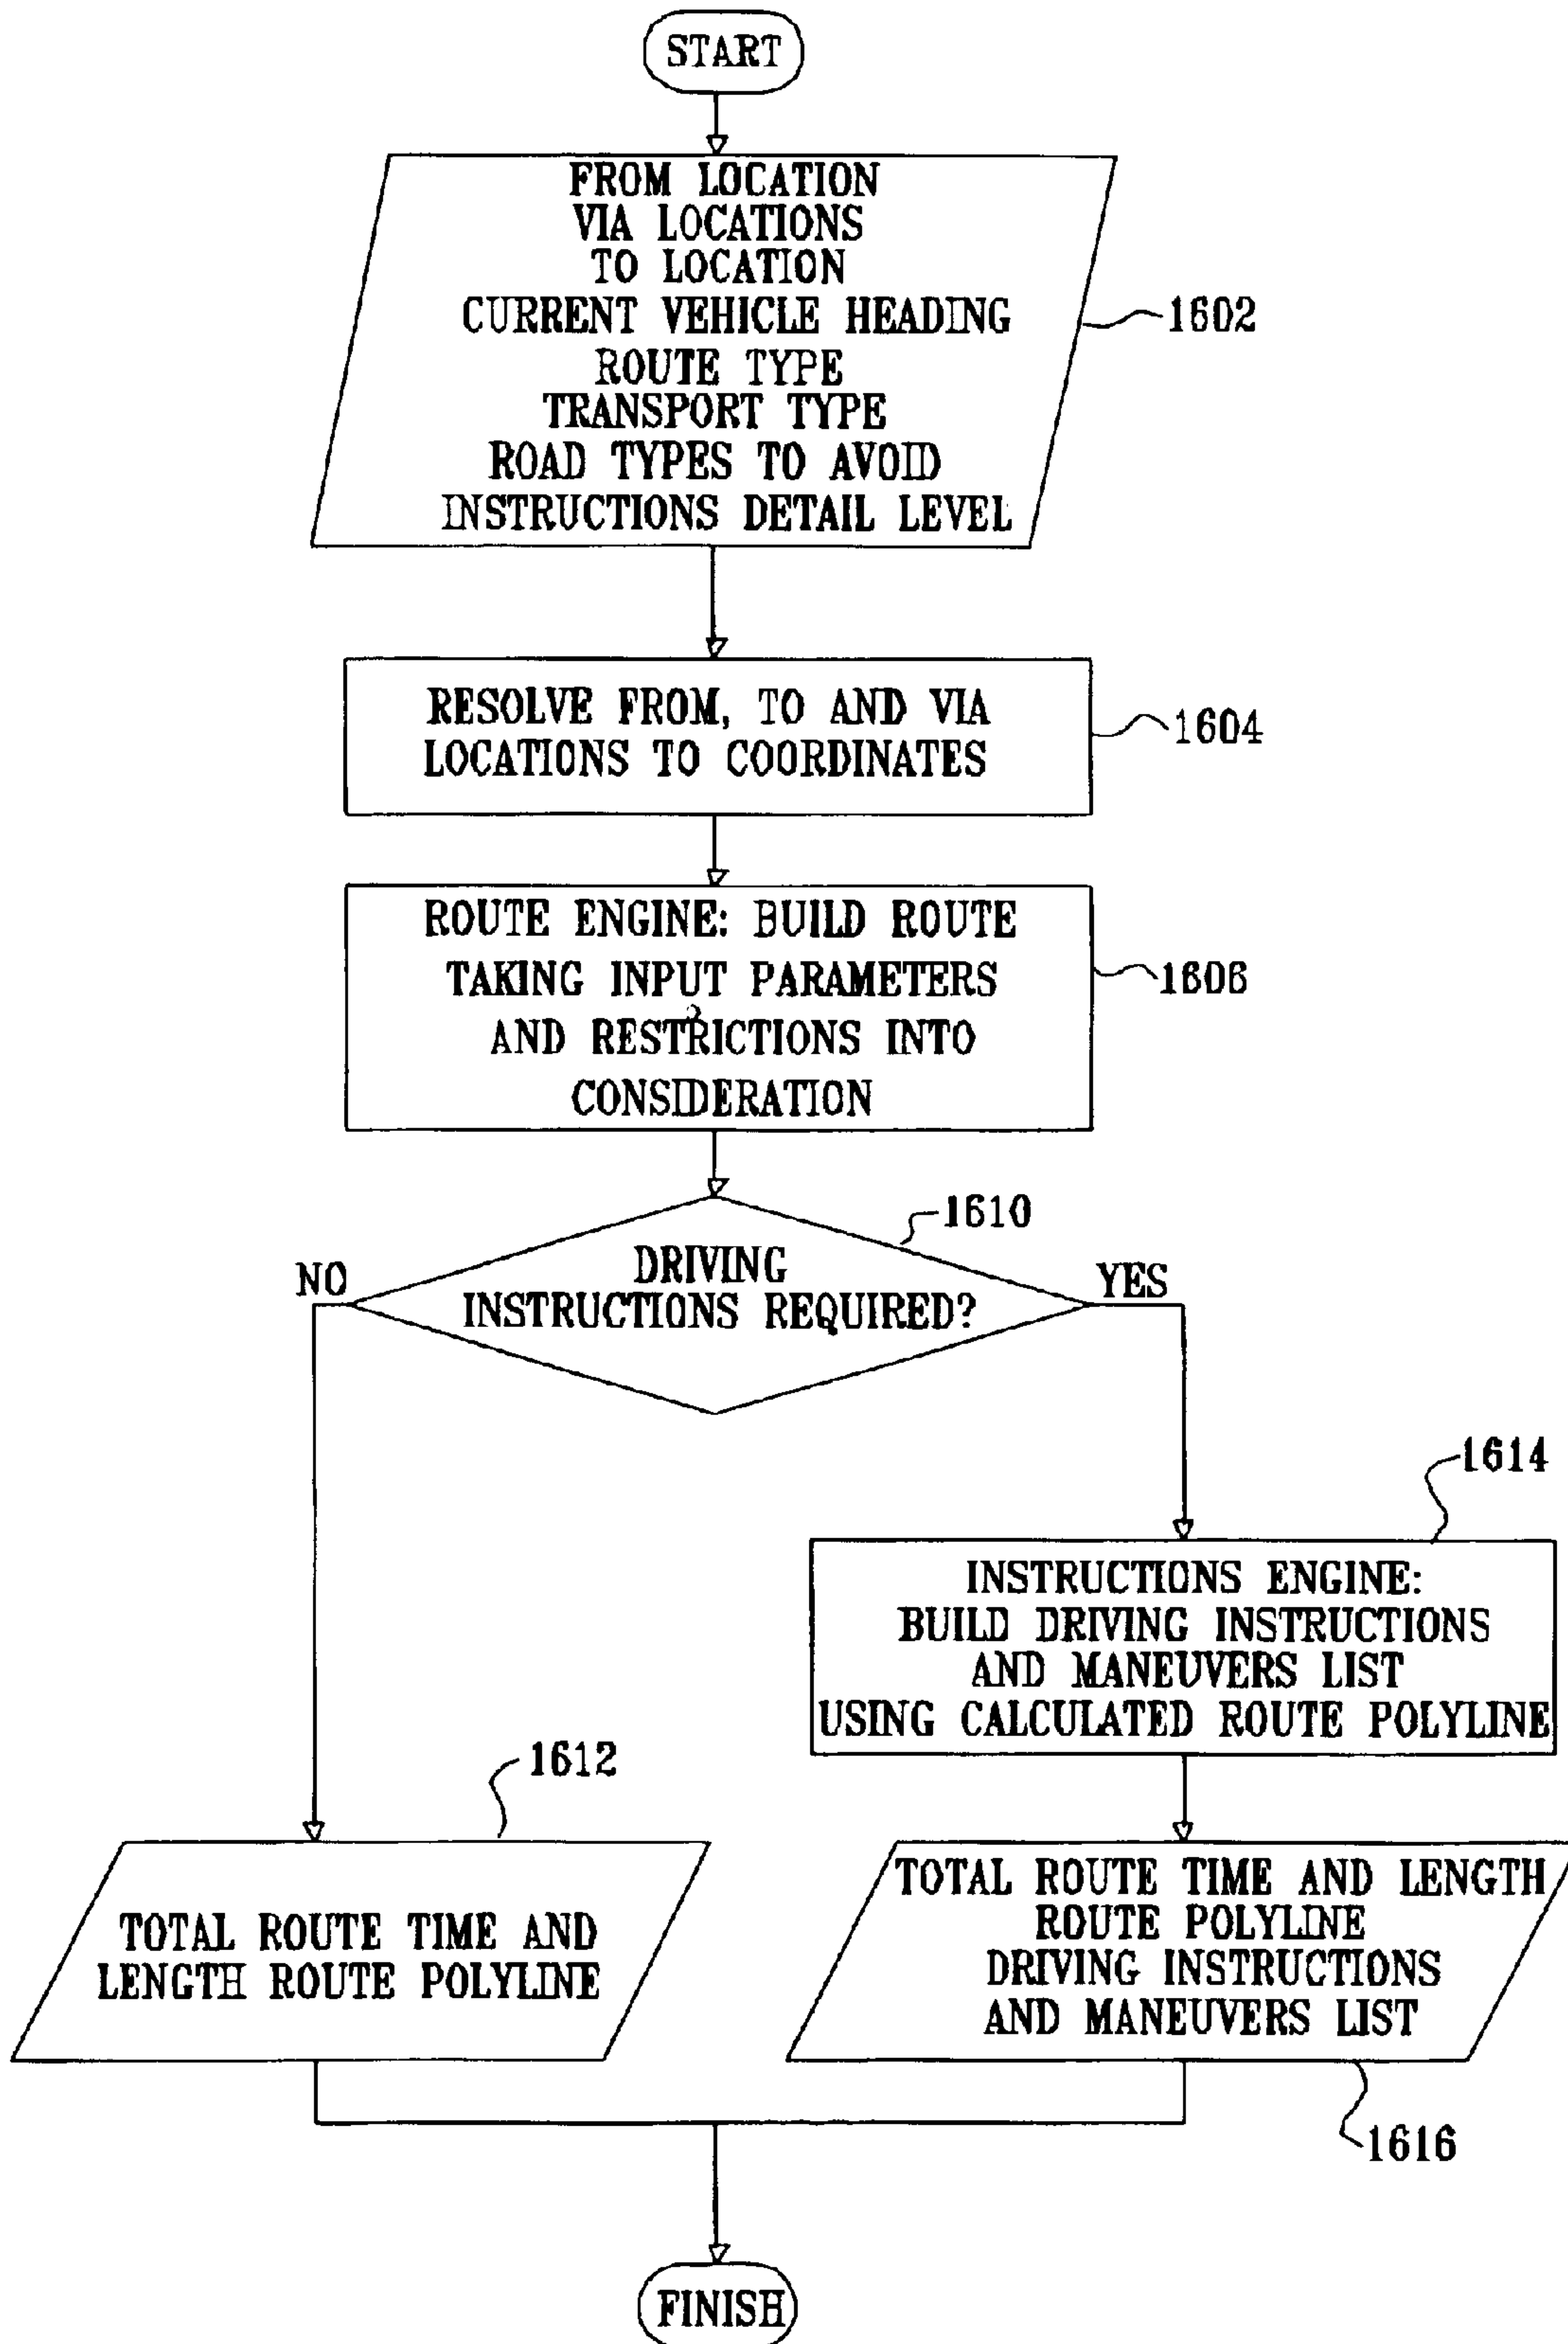 START
FROM LOCATION
VIA LOCATIONS
TO LOCATION
CURRENT VEHICLE HEADING
ROUTE TYPE
TRANSPORT TYPE
ROAD TYPES TO AVOID
INSTRUCTIONS DETAIL LEVEL
1602
RESOLVE FROM, TO AND VIA
LOCATIONS TO COORDINATES
1604
ROUTE ENGINE: BUILD ROUTE
TAKING INPUT PARAMETERS
AND RESTRICTIONS INTO
CONSIDERATION
1606
1610
DRIVING
INSTRUCTIONS REQUIRED?
NO
YES
1614
INSTRUCTIONS ENGINE:
BUILD DRIVING INSTRUCTIONS
AND MANEUVERS LIST
USING CALCULATED ROUTE POLYLINE
1612
TOTAL ROUTE TIME AND
LENGTH ROUTE POLYLINE
TOTAL ROUTE TIME AND LENGTH
ROUTE POLYLINE
DRIVING INSTRUCTIONS
AND MANEUVERS LIST
1616
FINISH